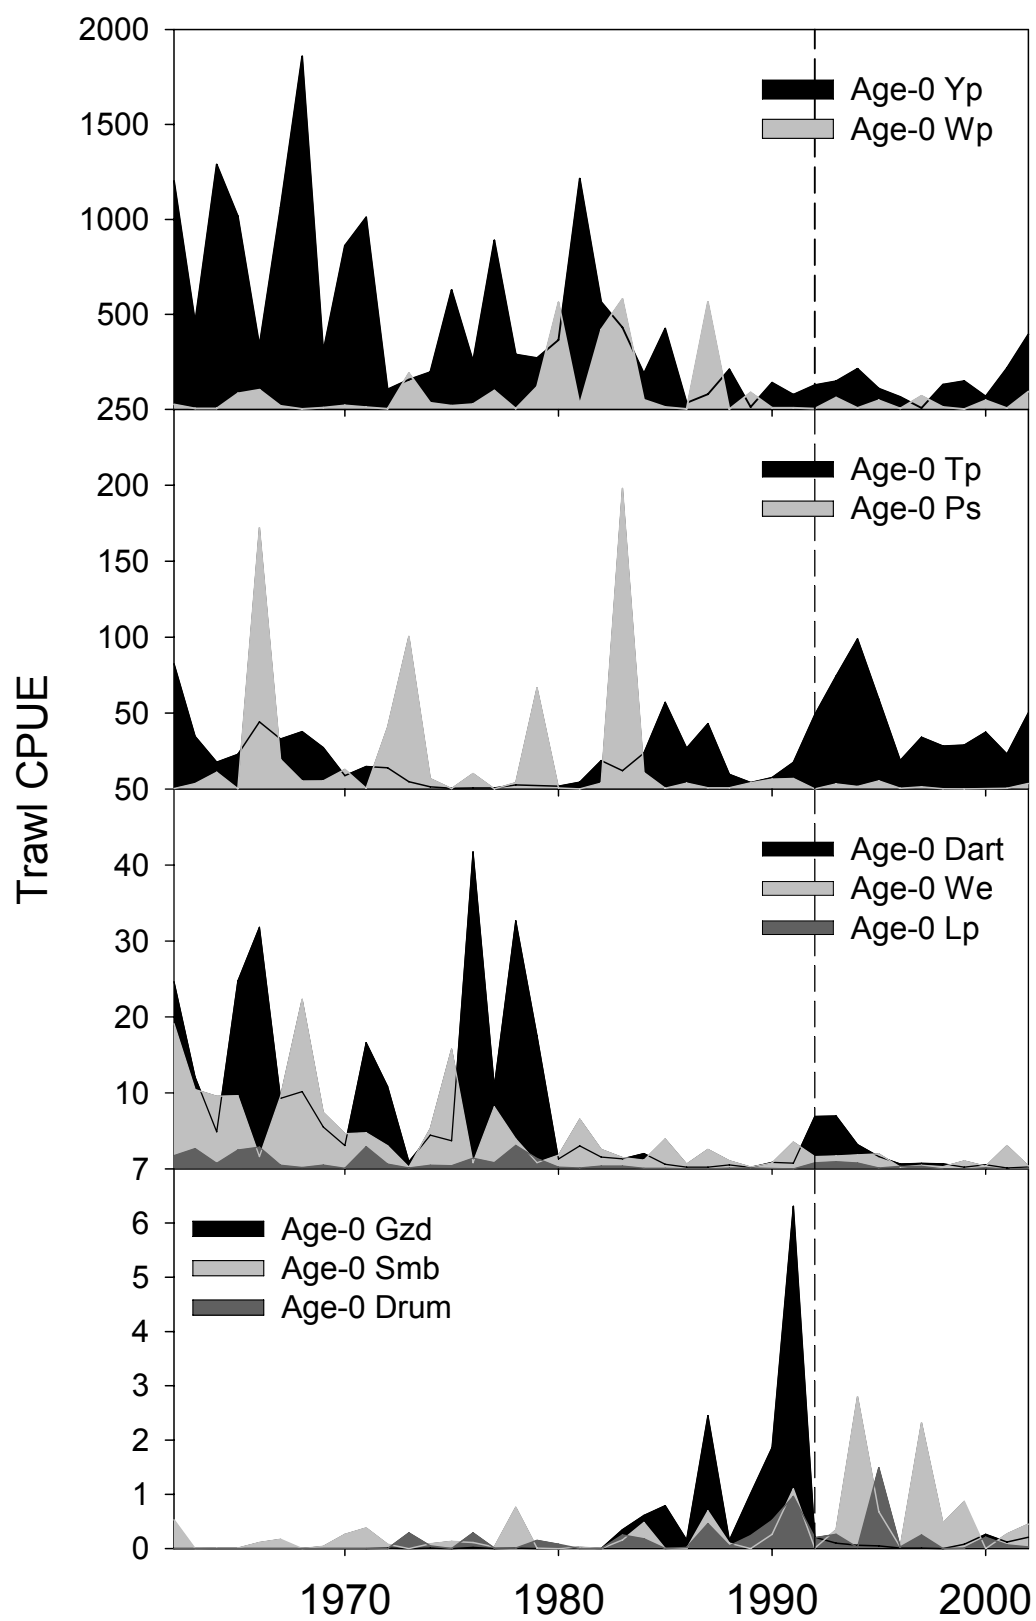 2000
1500
1000
500
250
Age-0 Yp
Age-0 Wp
200
150
100
50
50
Age-0 Tp
Age-0 Ps
Trawl CPUE
40
30
20
10
7
Age-0 Dart
Age-0 We
Age-0 Lp
6
5
4
3
2
1
0
Age-0 Gzd
Age-0 Smb
Age-0 Drum
1970 1980 1990 2000